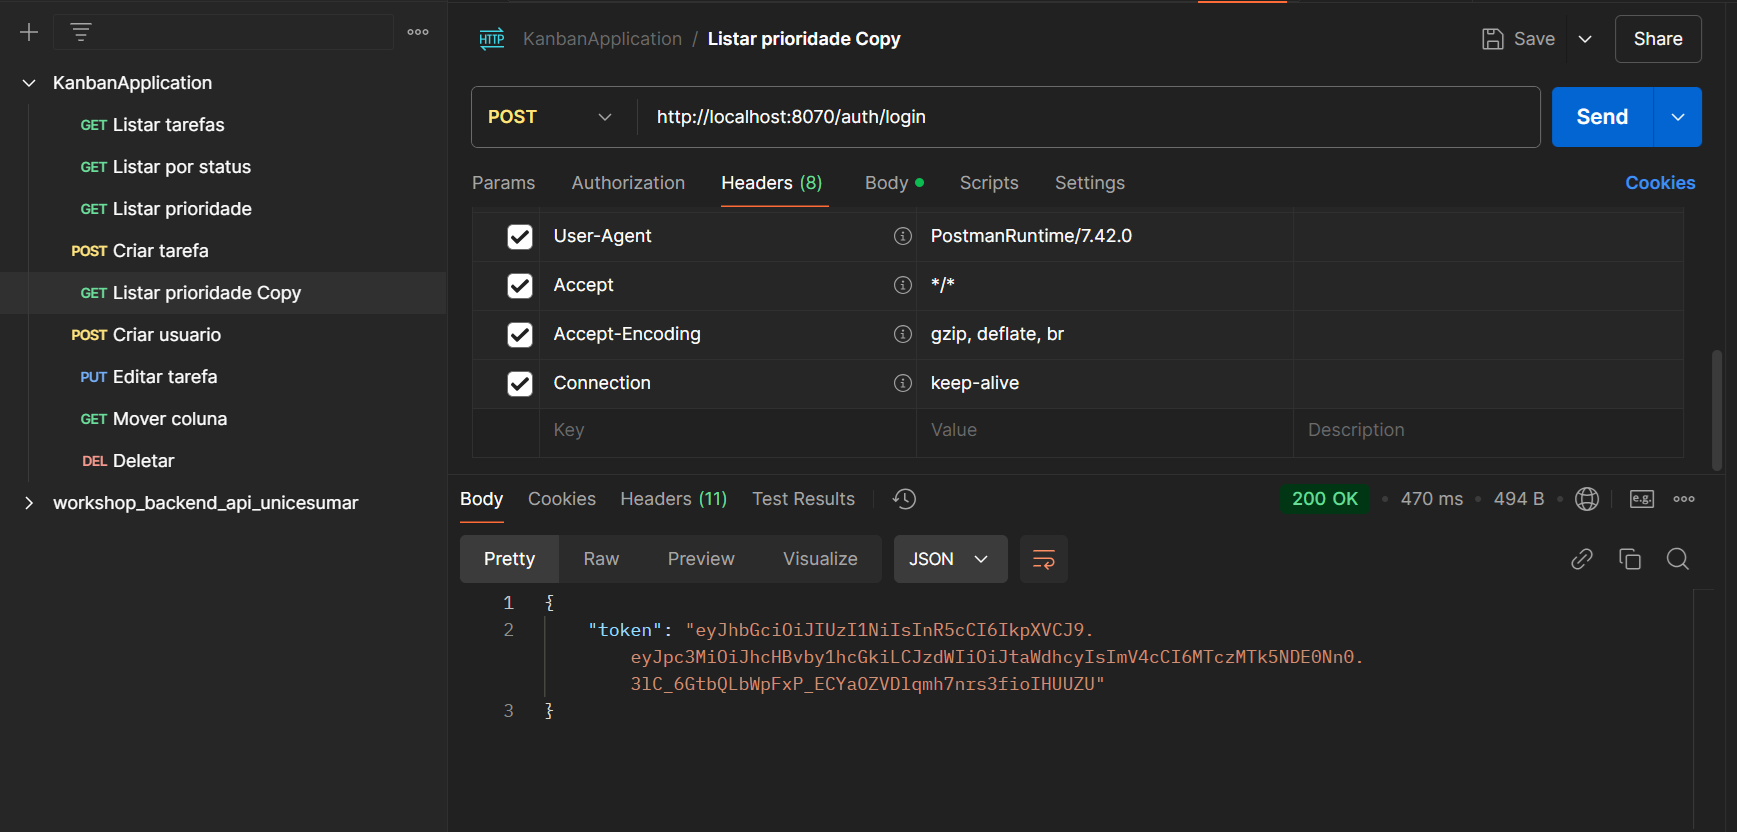 KanbanApplication
GET Listar tarefas
GET Listar por status
GET Listar prioridade
POST Criar tarefa
GET Listar prioridade Copy
POST Criar usuario
PUT Editar tarefa
GET Mover coluna
DEL Deletar
workshop_backend_api_unicesumar
HTTP KanbanApplication / Listar prioridade Copy
Save
Share
POST http://localhost:8070/auth/login
Send
Params Authorization Headers (8) Body Scripts Settings
Cookies
User-Agent PostmanRuntime/7.42.0
Accept */*
Accept-Encoding gzip, deflate, br
Connection keep-alive
Key Value Description
Body Cookies Headers (11) Test Results
200 OK • 470 ms • 494 B •
e.g.
Pretty Raw Preview Visualize JSON
1 {
2 "token": "eyJhbGciOiJIUzI1NiIsInR5cCI6IkpXVCJ9.
eyJpc3MiOiJhcHBvby1hcGkiLCJzdWIiOiJtaWdhcyIsImV4cCI6MTczMTk5NDE0Nn0.
3lC_6GtbQLbWpFxP_ECYaOZVDlqmh7nrs3fioIHUUZU"
3 }